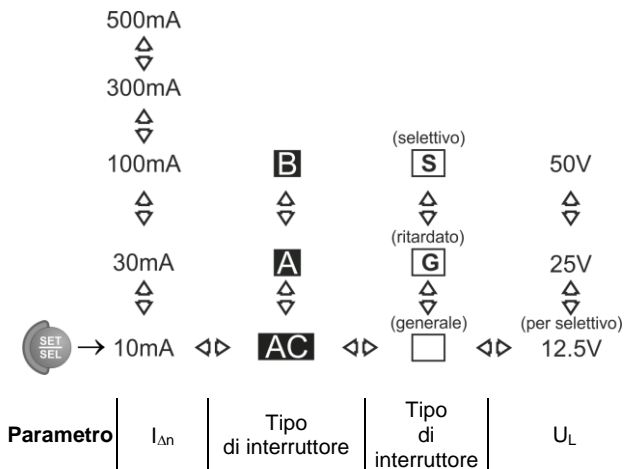 500mA
300mA
(selettivo)
100mA B S 50V
(ritardato)
30mA A G 25V
(generale) (per selettivo)
SET
SEL
→ 10mA AC 12.5V
Parametro
I∆n
Tipo
di interruttore
Tipo
di
interruttore
UL